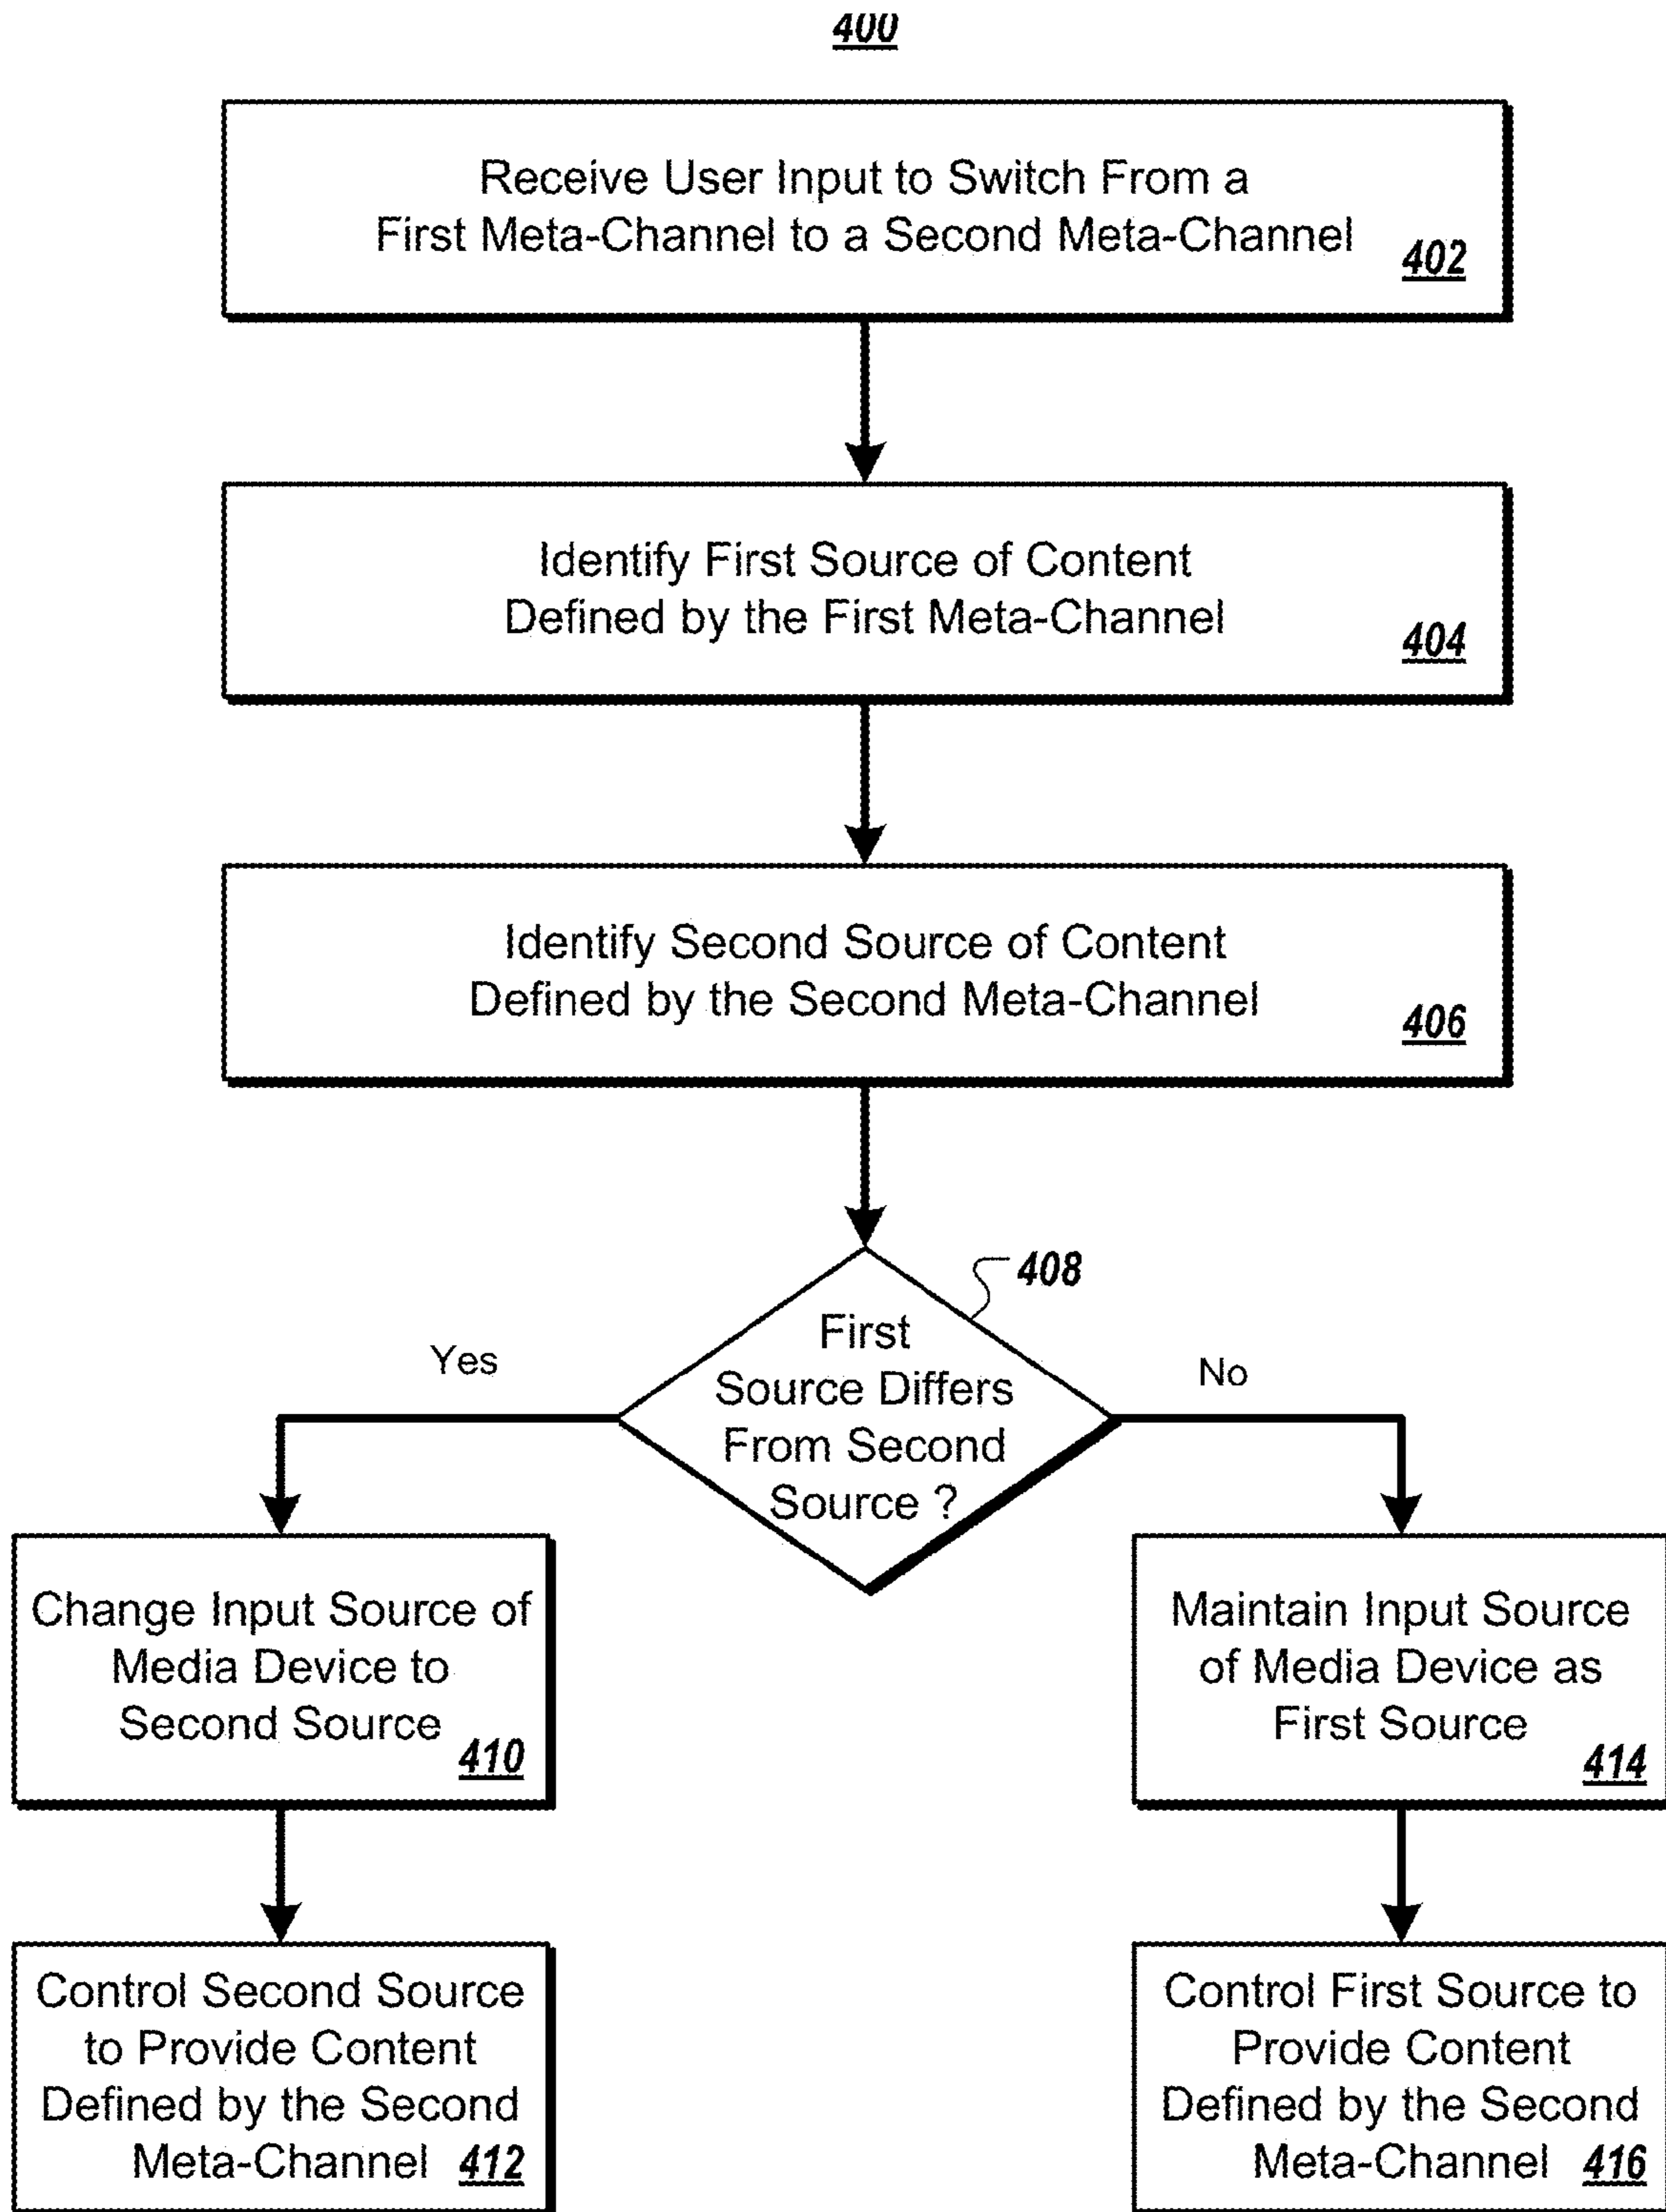 400
Receive User Input to Switch From a
First Meta-Channel to a Second Meta-Channel
402
Identify First Source of Content
Defined by the First Meta-Channel
404
Identify Second Source of Content
Defined by the Second Meta-Channel
406
408
First
Source Differs
From Second
Source ?
Yes
No
Change Input Source of
Media Device to
Second Source
410
Maintain Input Source
of Media Device as
First Source
414
Control Second Source
to Provide Content
Defined by the Second
Meta-Channel 412
Control First Source to
Provide Content
Defined by the Second
Meta-Channel 416